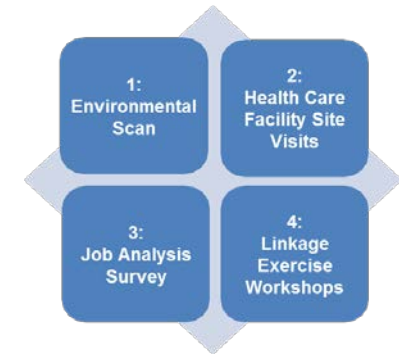 1:
Environmental
Scan
2:
Health Care
Facility Site
Visits
3:
Job Analysis
Survey
4:
Linkage
Exercise
Workshops